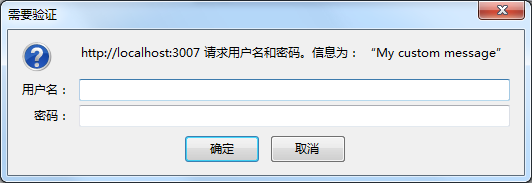 需要验证
http://localhost:3007 请求用户名和密码。信息为： “My custom message”
用户名：
密码：
确定 取消